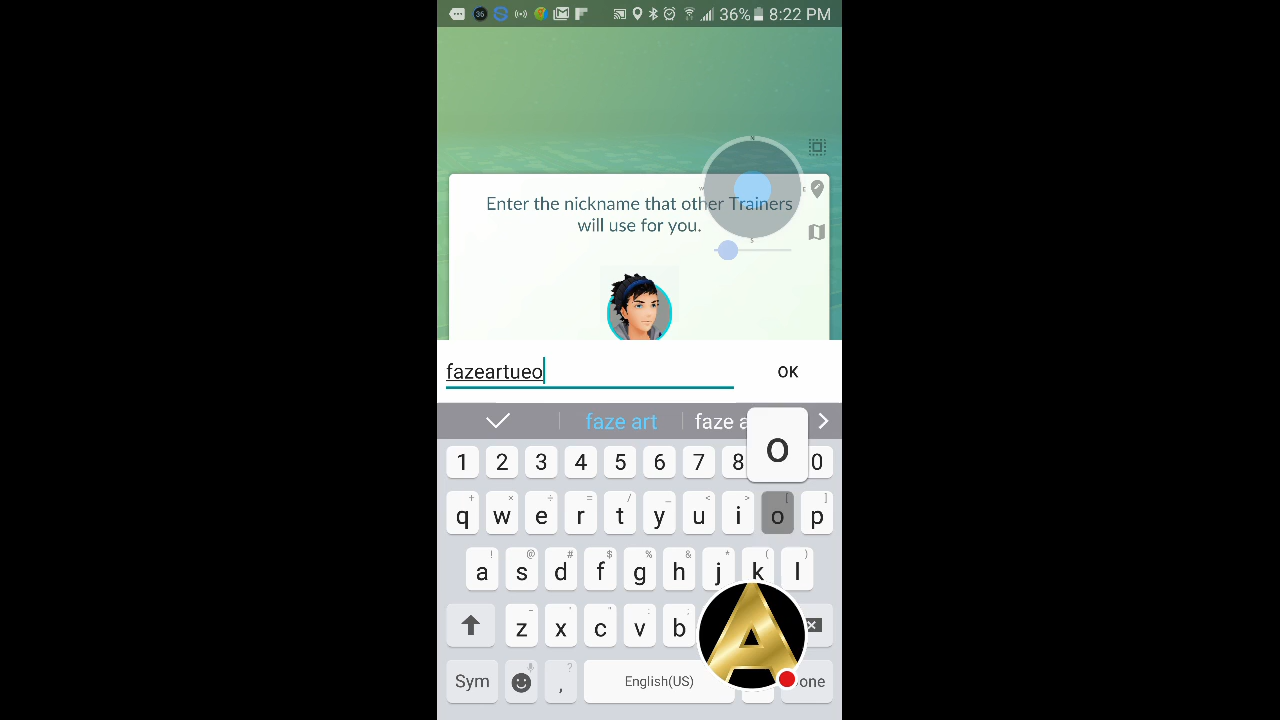 36 36% 8:22 PM
N
W E
Enter the nickname that other Trainers
will use for you.
S
fazeartueo OK
faze art faze a
o
1 2 3 4 5 6 7 8 0
+ × ÷ = / _ < > [ ]
q w e r t y u i o p
! @ # $ % & * ( )
a s d f g h j k l
- ' " : ;
z x c v b
A
?
Sym , English(US) one